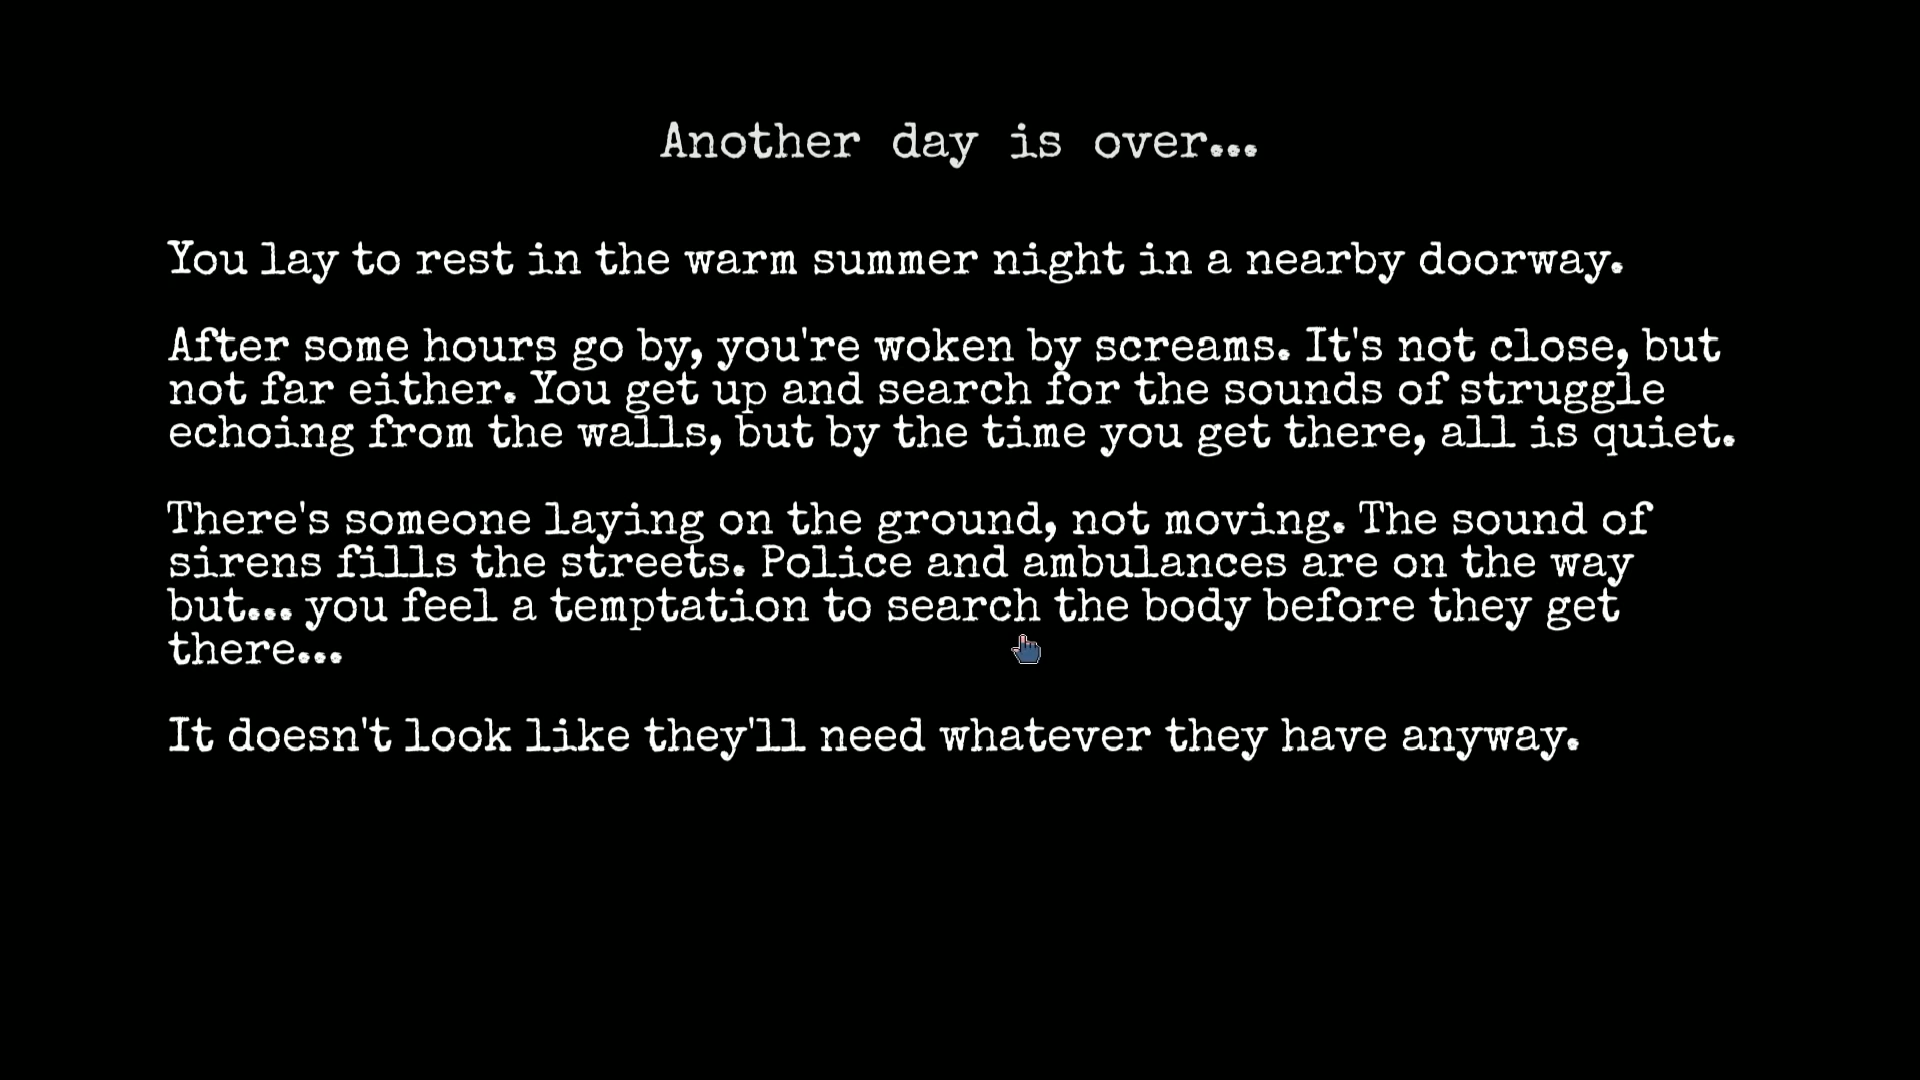 Another day is over...
You lay to rest in the warm summer night in a nearby doorway.
After some hours go by, you're woken by screams. It's not close, but
not far either. You get up and search for the sounds of struggle
echoing from the walls, but by the time you get there, all is quiet.
There's someone laying on the ground, not moving. The sound of
sirens fills the streets. Police and ambulances are on the way
but... you feel a temptation to search the body before they get
there...
It doesn't look like they'll need whatever they have anyway.